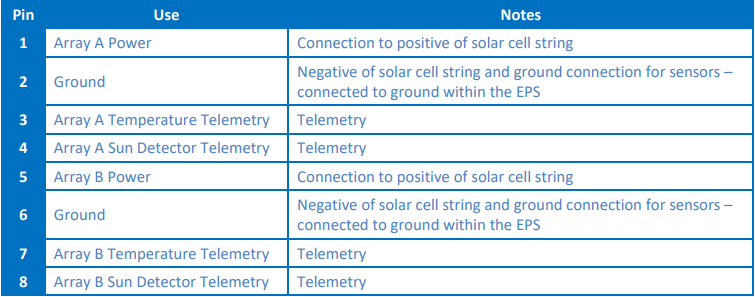 Pin Use Notes
1 Array A Power Connection to positive of solar cell string
2 Ground Negative of solar cell string and ground connection for sensors –
connected to ground within the EPS
3 Array A Temperature Telemetry Telemetry
4 Array A Sun Detector Telemetry Telemetry
5 Array B Power Connection to positive of solar cell string
6 Ground Negative of solar cell string and ground connection for sensors –
connected to ground within the EPS
7 Array B Temperature Telemetry Telemetry
8 Array B Sun Detector Telemetry Telemetry